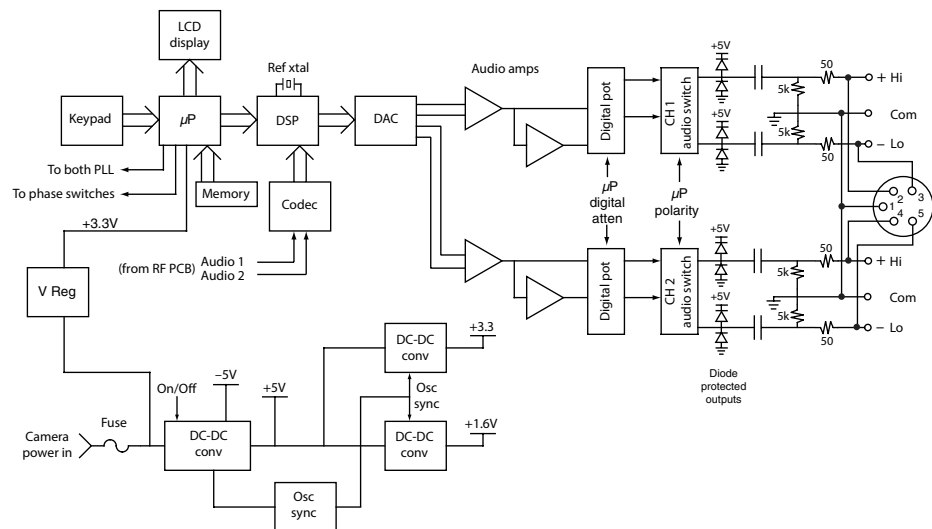 LCD
display
Ref xtal
Audio amps
Keypad
µP
DSP
DAC
Digital pot
CH 1
audio switch
+5V
+5V
50
5k
5k
50
+ Hi
Com
− Lo
To both PLL
To phase switches
Memory
Codec
+3.3V
(from RF PCB)
Audio 1
Audio 2
V Reg
µP
digital
atten
µP
polarity
2
3
1
4
5
Digital pot
CH 2
audio switch
+5V
+5V
50
5k
5k
50
+ Hi
Com
− Lo
Diode
protected
outputs
DC-DC
conv
+3.3
On/Off
−5V
+5V
Osc
sync
Camera
power in
Fuse
DC-DC
conv
DC-DC
conv
+1.6V
Osc
sync